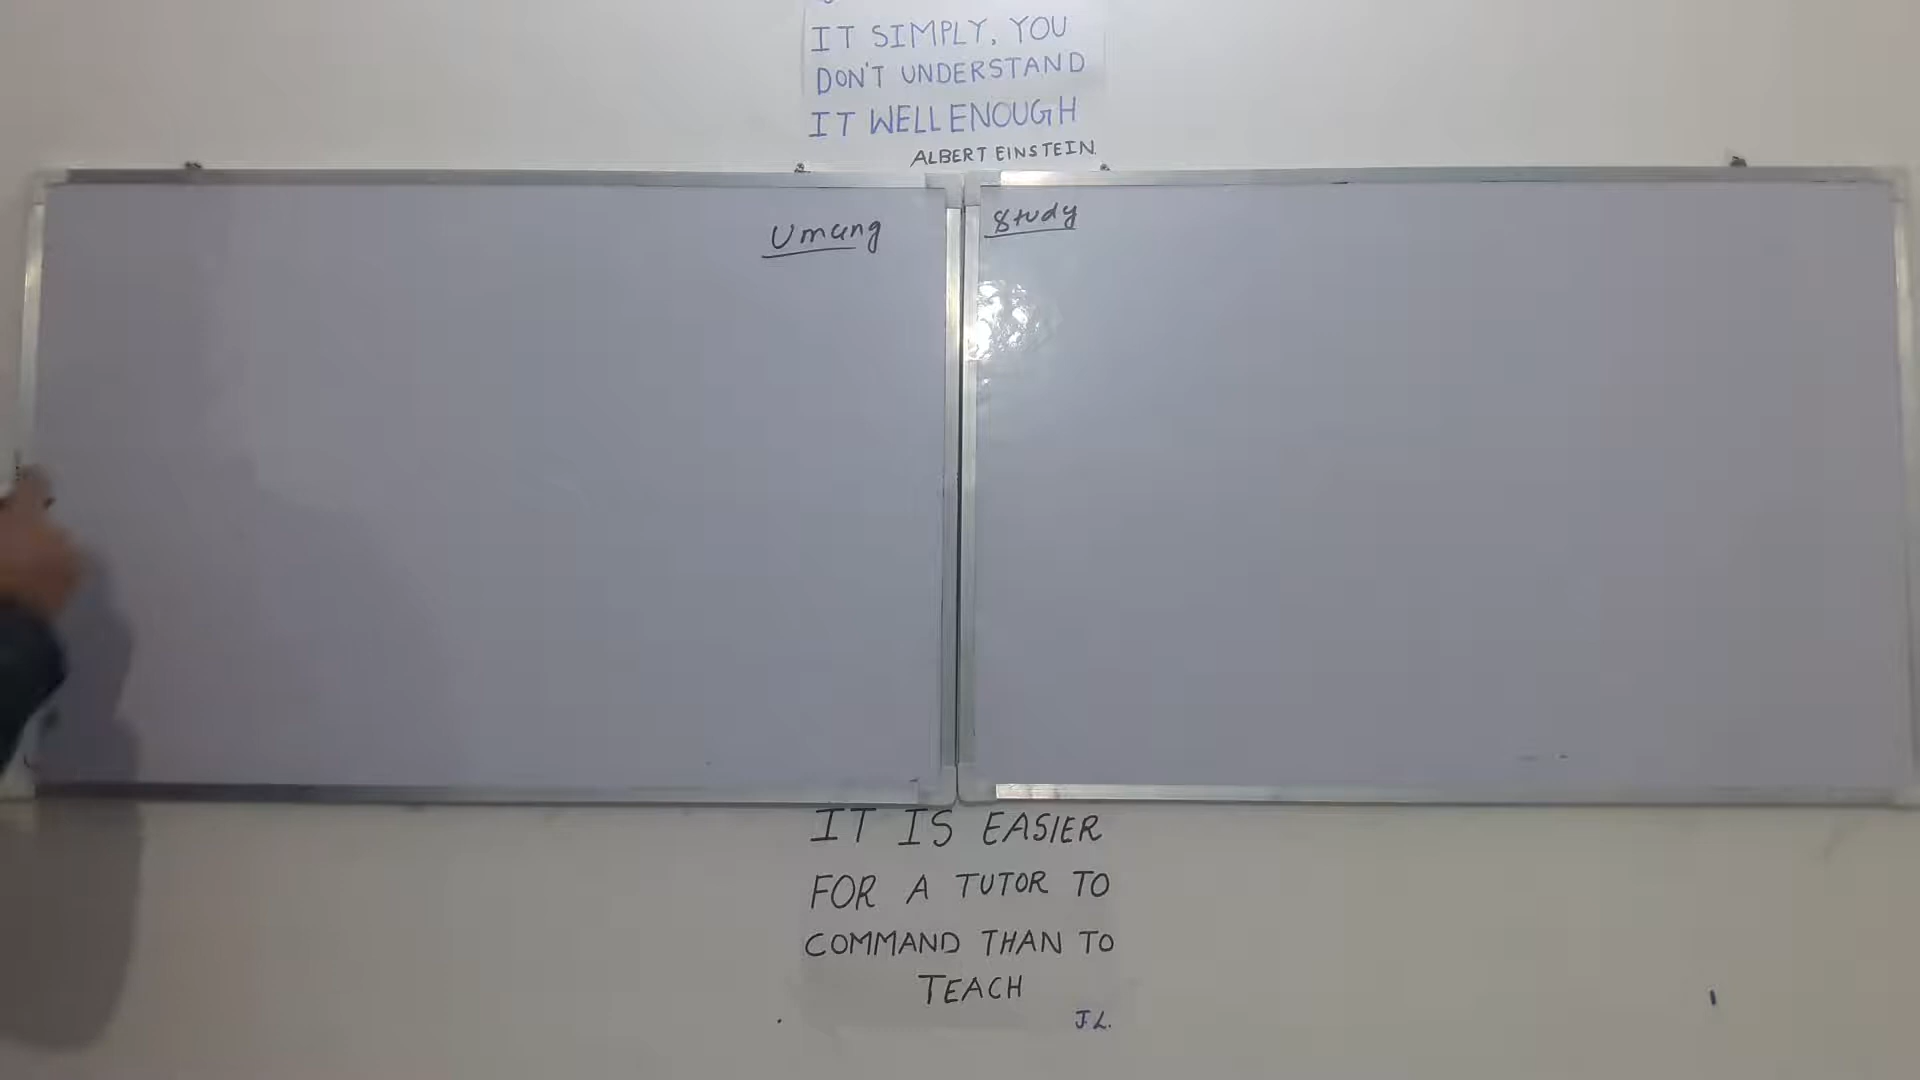 IT SIMPLY, YOU
DON'T UNDERSTAND
IT WELL ENOUGH
ALBERT EINSTEIN.
Umang
Study
IT IS EASIER
FOR A TUTOR TO
COMMAND THAN TO
TEACH
J.L.